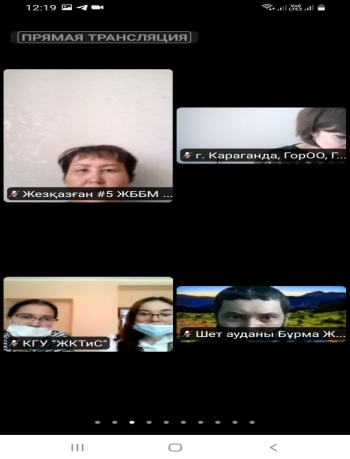 12:19
ПРЯМАЯ ТРАНСЛЯЦИЯ
Жезқазған #5 ЖББМ ...
г. Караганда, ГорОО, Г...
КГУ "ЖКТиС"
Шет ауданы Бұрма Ж...